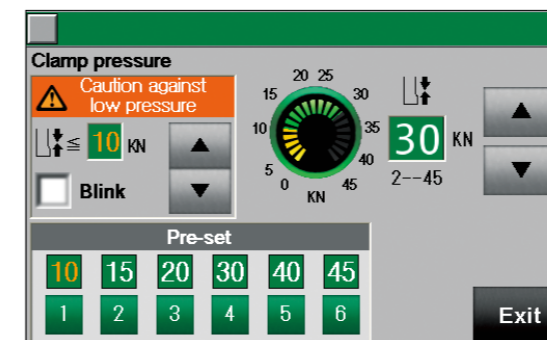 Clamp pressure
Caution against
low pressure
≤ 10 KN
Blink
0 5 10 15 20 25 30 35 40 45
KN
30 KN
2--45
Pre-set
10 15 20 30 40 45
1 2 3 4 5 6
Exit